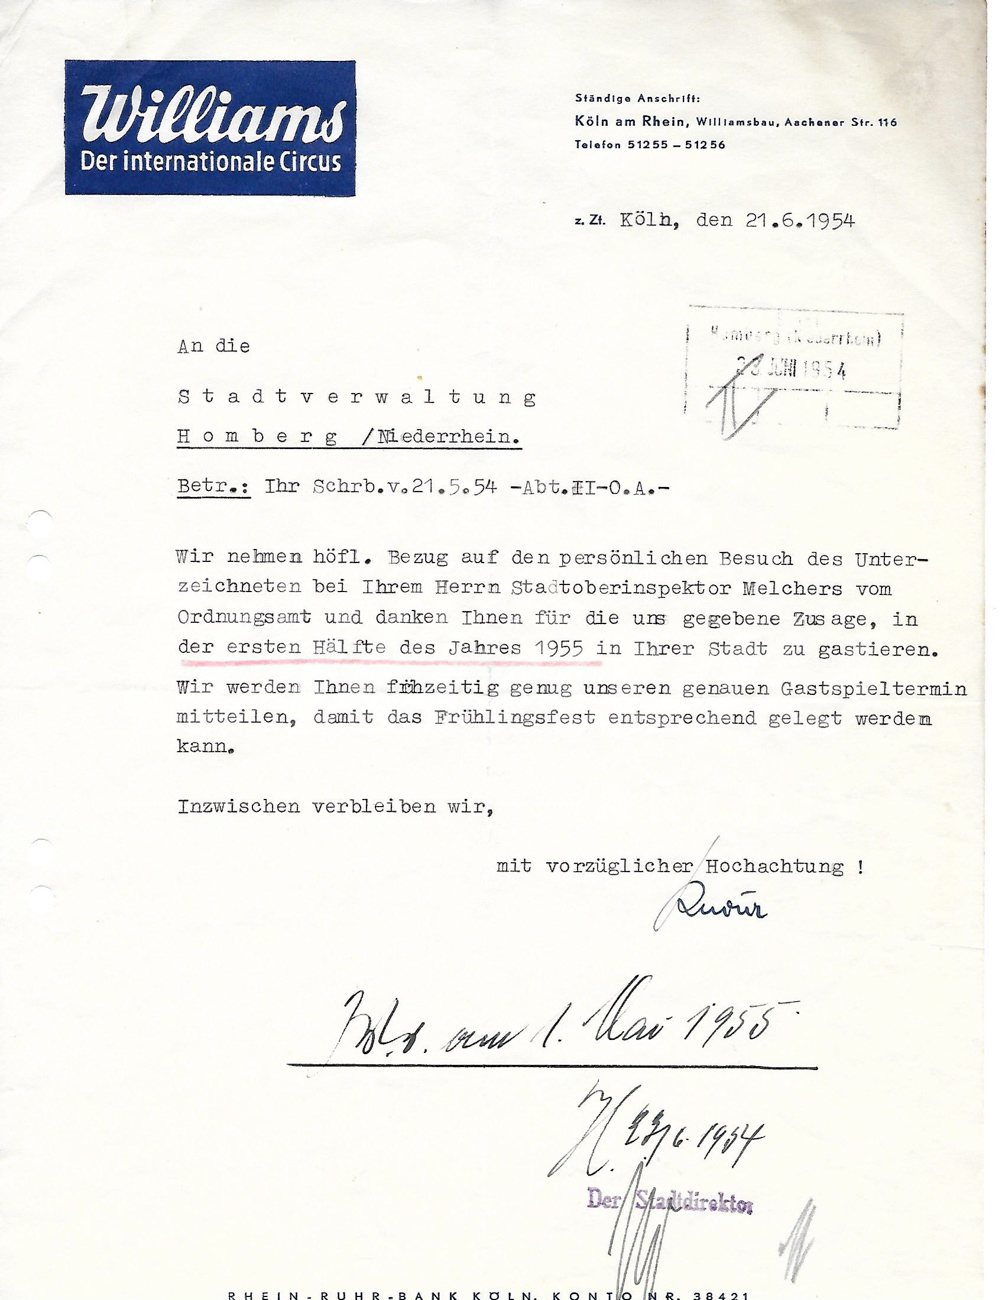 Williams
Der internationale Circus
Ständige Anschrift:
Köln am Rhein, Williamsbau, Aachener Str. 116
Telefon 51255 – 51256
z. Zt. Köln, den 21.6.1954
Homberg (Niederrhein)
23. JUNI 1954
An die
Stadtverwaltung
Homberg /Niederrhein.
Betr.: Ihr Schrb.v.21.5.54 -Abt.II-O.A.-
Wir nehmen höfl. Bezug auf den persönlichen Besuch des Unter-
zeichneten bei Ihrem Herrn Stadtoberinspektor Melchers vom
Ordnungsamt und danken Ihnen für die uns gegebene Zusage, in
der ersten Hälfte des Jahres 1955 in Ihrer Stadt zu gastieren.
Wir werden Ihnen frühzeitig genug unseren genauen Gastspieltermin
mitteilen, damit das Frühlingsfest entsprechend gelegt werden
kann.
Inzwischen verbleiben wir,
mit vorzüglicher Hochachtung !
am 1. Mai 1955
H. 23/6. 1954
Der Stadtdirektor
RHEIN-RUHR-BANK KÖLN, KONTO NR. 38421